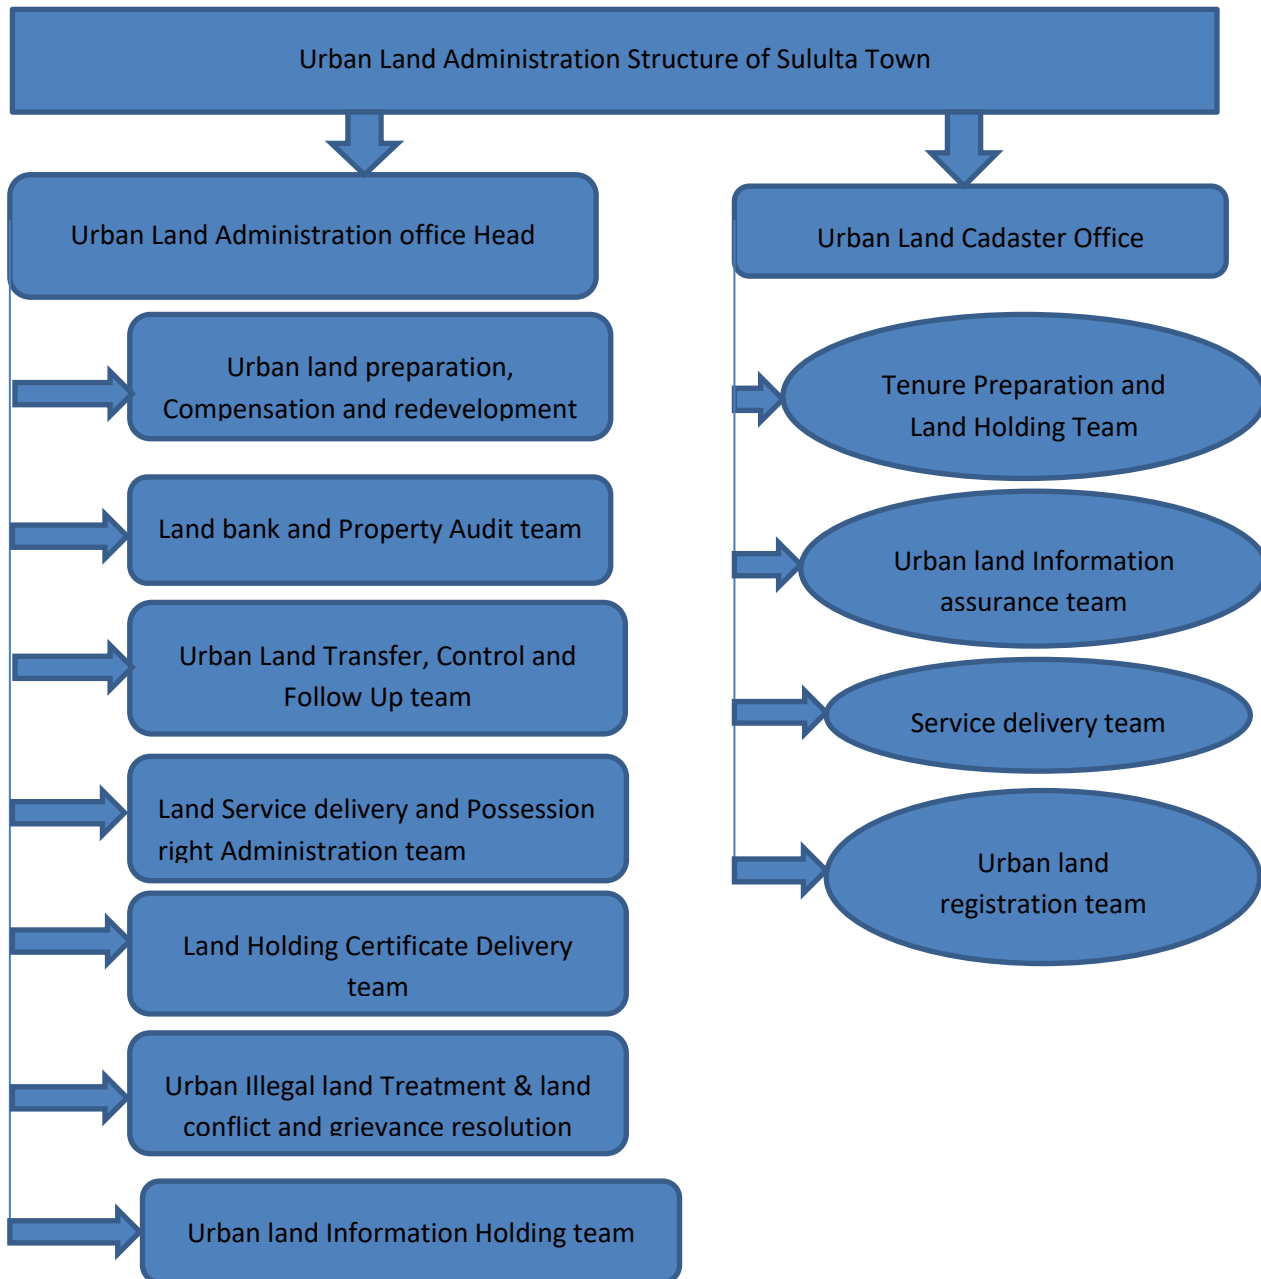 Urban Land Administration Structure of Sululta Town
Urban Land Administration office Head
Urban Land Cadaster Office
Urban land preparation,
Compensation and redevelopment
Land bank and Property Audit team
Urban Land Transfer, Control and
Follow Up team
Land Service delivery and Possession
right Administration team
Land Holding Certificate Delivery
team
Urban Illegal land Treatment & land
conflict and grievance resolution
Urban land Information Holding team
Tenure Preparation and
Land Holding Team
Urban land Information
assurance team
Service delivery team
Urban land
registration team